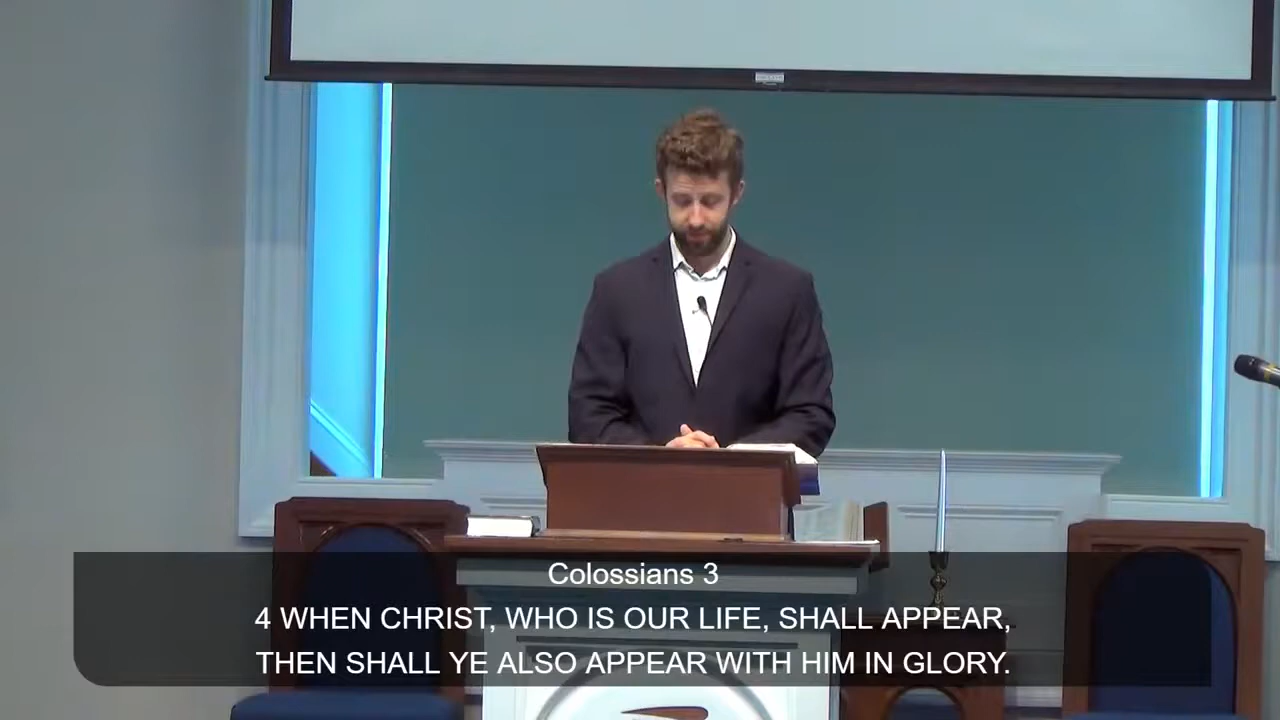 Colossians 3
4 WHEN CHRIST, WHO IS OUR LIFE, SHALL APPEAR,
THEN SHALL YE ALSO APPEAR WITH HIM IN GLORY.